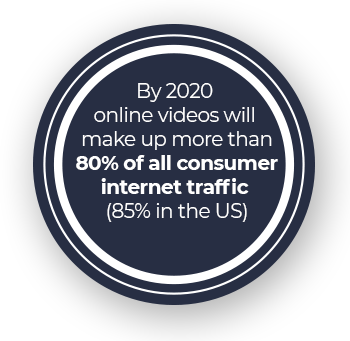 By 2020
online videos will
make up more than
80% of all consumer
internet traffic
(85% in the US)